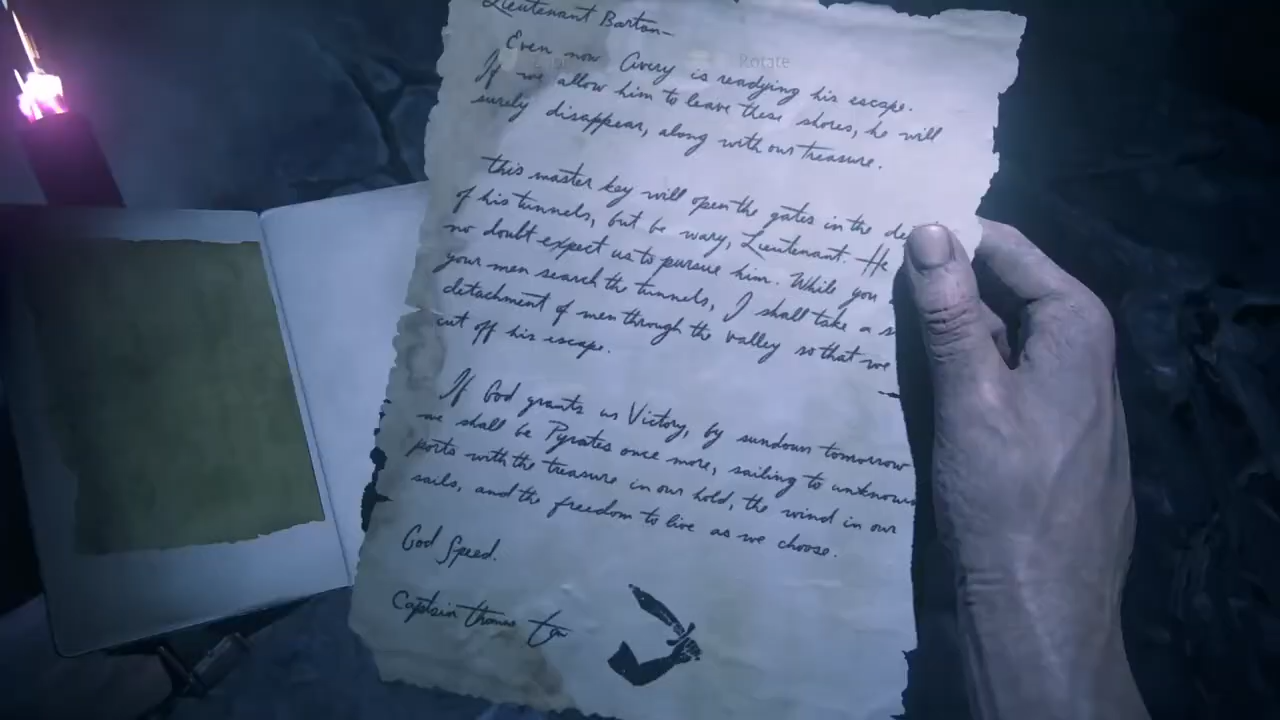 Lieutenant Barton-
Rotate
Even now Avery is readying his escape.
If we allow him to leave these shores, he will
surely disappear, along with our treasure.
this master key will open the gates in the
of his tunnels, but be wary, Lieutenant. He
no doubt expect us to pursue him. While you
your men search the tunnels, I shall take a
detachment of men through the valley so that we
cut off his escape.
If God grants us Victory, by sundown tomorrow
we shall be Pyrates once more, sailing to unknown
ports with the treasure in our hold, the wind in our
sails, and the freedom to live as we choose.
God Speed.
Captain Thomas Tew